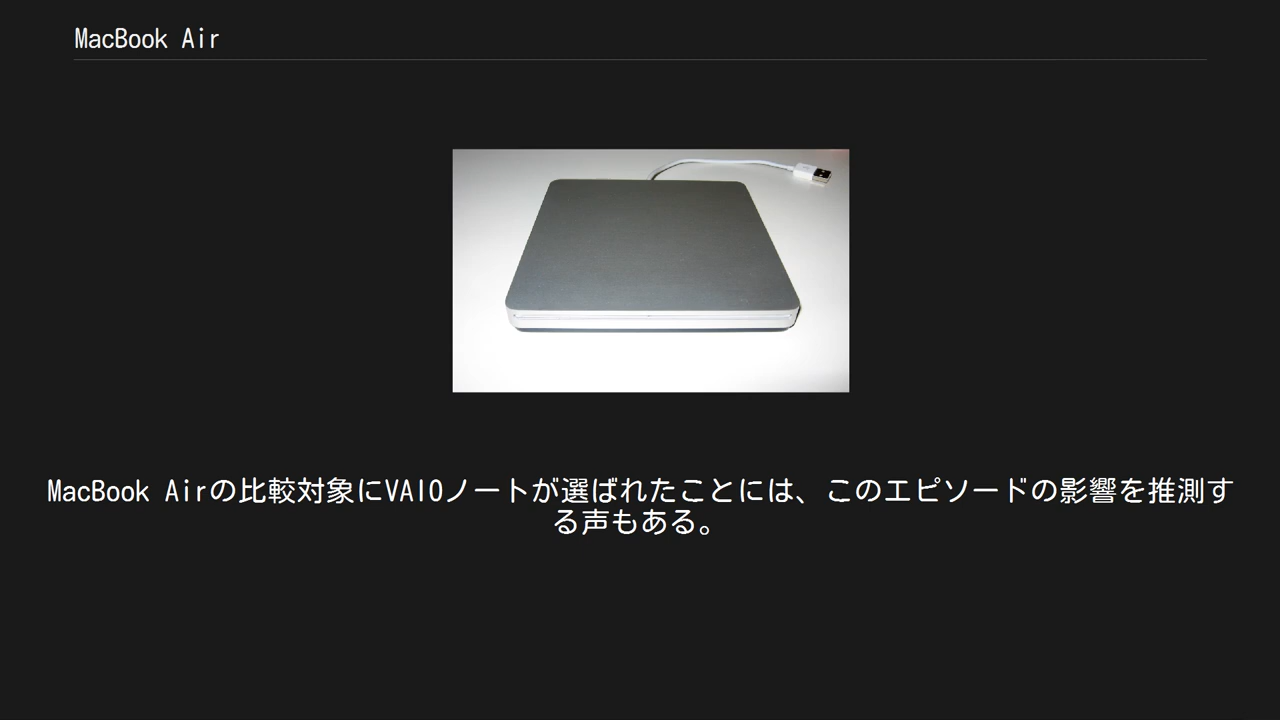 MacBook Air
MacBook Airの比較対象にVAIOノートが選ばれたことには、このエピソードの影響を推測す
る声もある。